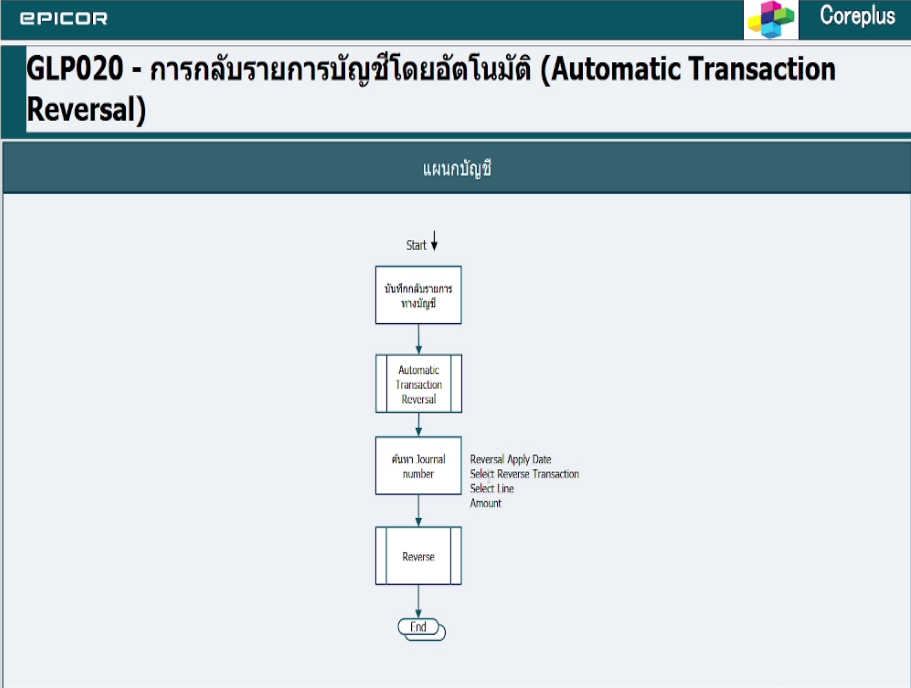 EPICOR
Coreplus
GLP020 - การกลับรายการบัญชีโดยอัตโนมัติ (Automatic Transaction
Reversal)
แผนกบัญชี
Start
บันทึกกลับรายการ
ทางบัญชี
Automatic
Transaction
Reversal
ค้นหา Journal
number
Reversal Apply Date
Select Reverse Transaction
Select Line
Amount
Reverse
End